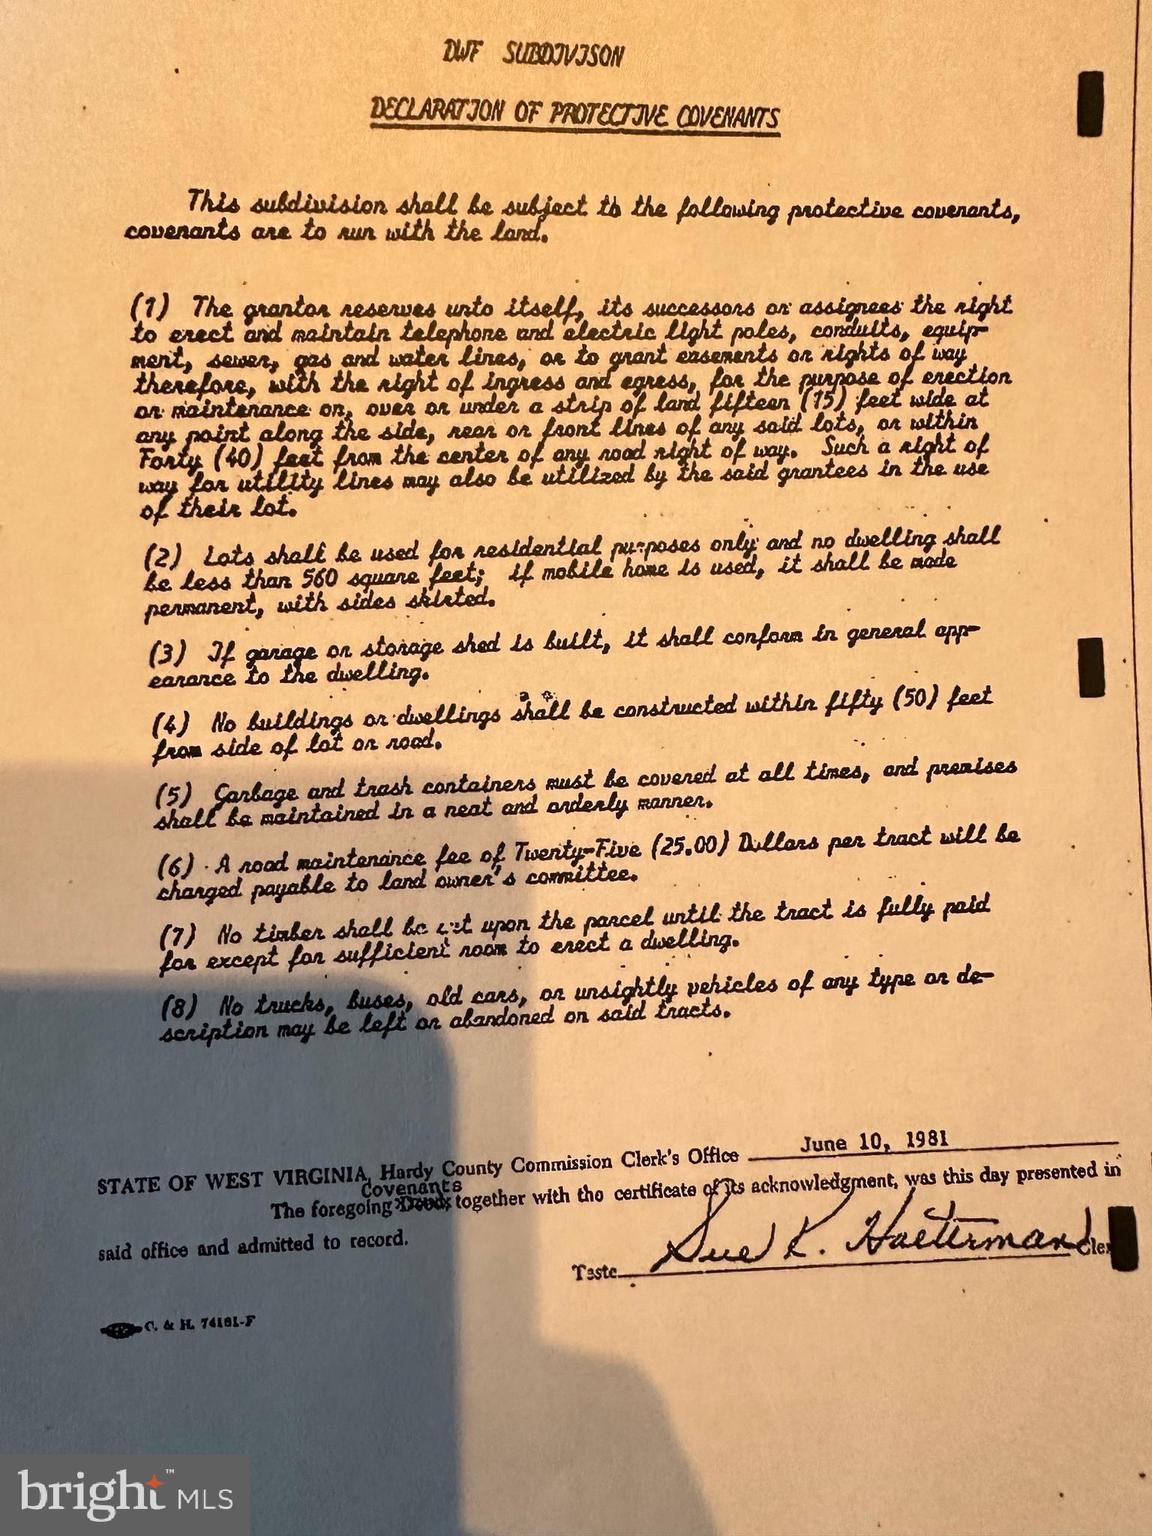 DWF SUBDIVISON
DECLARATION OF PROTECTIVE COVENANTS
This subdivision shall be subject to the following protective covenants,
covenants are to run with the land.
(1) The grantor reserves unto itself, its successors or assignees the right
to erect and maintain telephone and electric light poles, conduits, equip-
ment, sewer, gas and water lines, or to grant easements or rights of way
therefore, with the right of ingress and egress, for the purpose of erection
or maintenance on, over or under a strip of land fifteen (15) feet wide at
any point along the side, rear or front lines of any said lots, or within
Forty (40) feet from the center of any road right of way. Such a right of
way for utility lines may also be utilized by the said grantees in the use
of their lot.
(2) Lots shall be used for residential purposes only and no dwelling shall
be less than 560 square feet; if mobile home is used, it shall be made
permanent, with sides skirted.
(3) If garage or storage shed is built, it shall conform in general app-
earance to the dwelling.
(4) No buildings or dwellings shall be constructed within fifty (50) feet
from side of lot or road.
(5) Garbage and trash containers must be covered at all times, and premises
shall be maintained in a neat and orderly manner.
(6) A road maintenance fee of Twenty-Five (25.00) Dollars per tract will be
charged payable to land owner's committee.
(7) No timber shall be cut upon the parcel until the tract is fully paid
for except for sufficient room to erect a dwelling.
(8) No trucks, buses, old cars, or unsightly vehicles of any type or de-
scription may be left or abandoned on said tracts.
STATE OF WEST VIRGINIA, Hardy County Commission Clerk's Office June 10, 1981
Covenants
The foregoing Deed, together with the certificate of its acknowledgment, was this day presented in
said office and admitted to record.
Teste Sue K. Halterman Cler
C. & H. 74181-F
bright™ MLS